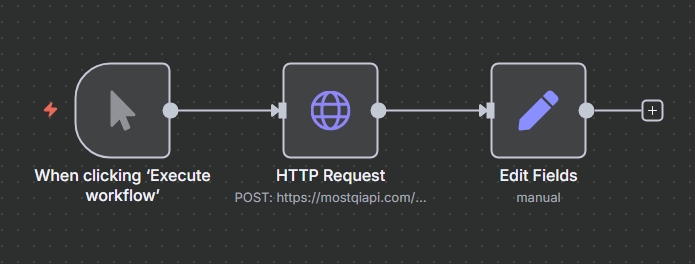 When clicking ‘Execute
workflow’
HTTP Request
POST: https://mostqiapi.com/...
Edit Fields
manual